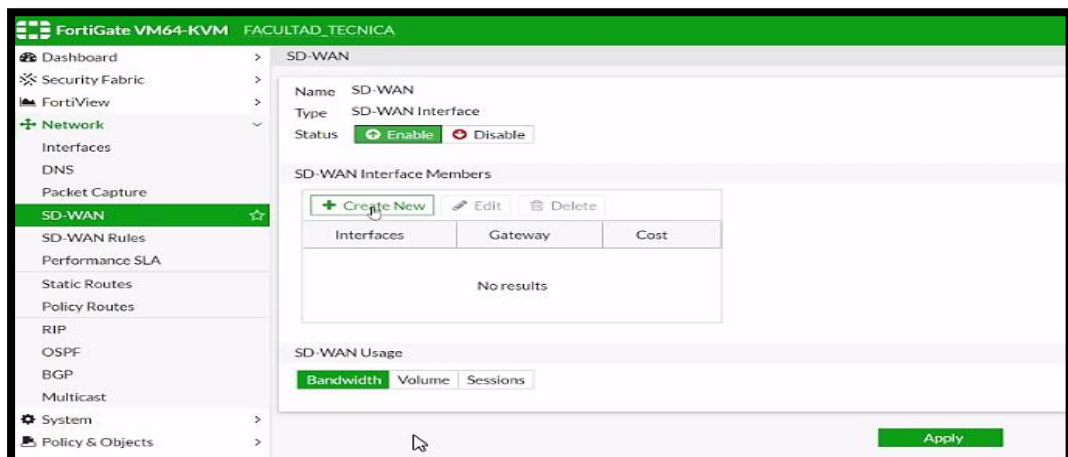 FortiGate VM64-KVM FACULTAD_TECNICA
Dashboard
Security Fabric
FortiView
Network
Interfaces
DNS
Packet Capture
SD-WAN
SD-WAN Rules
Performance SLA
Static Routes
Policy Routes
RIP
OSPF
BGP
Multicast
System
Policy & Objects
SD-WAN
Name SD-WAN
Type SD-WAN Interface
Status Enable Disable
SD-WAN Interface Members
+ Create New Edit Delete
Interfaces Gateway Cost
No results
SD-WAN Usage
Bandwidth Volume Sessions
Apply